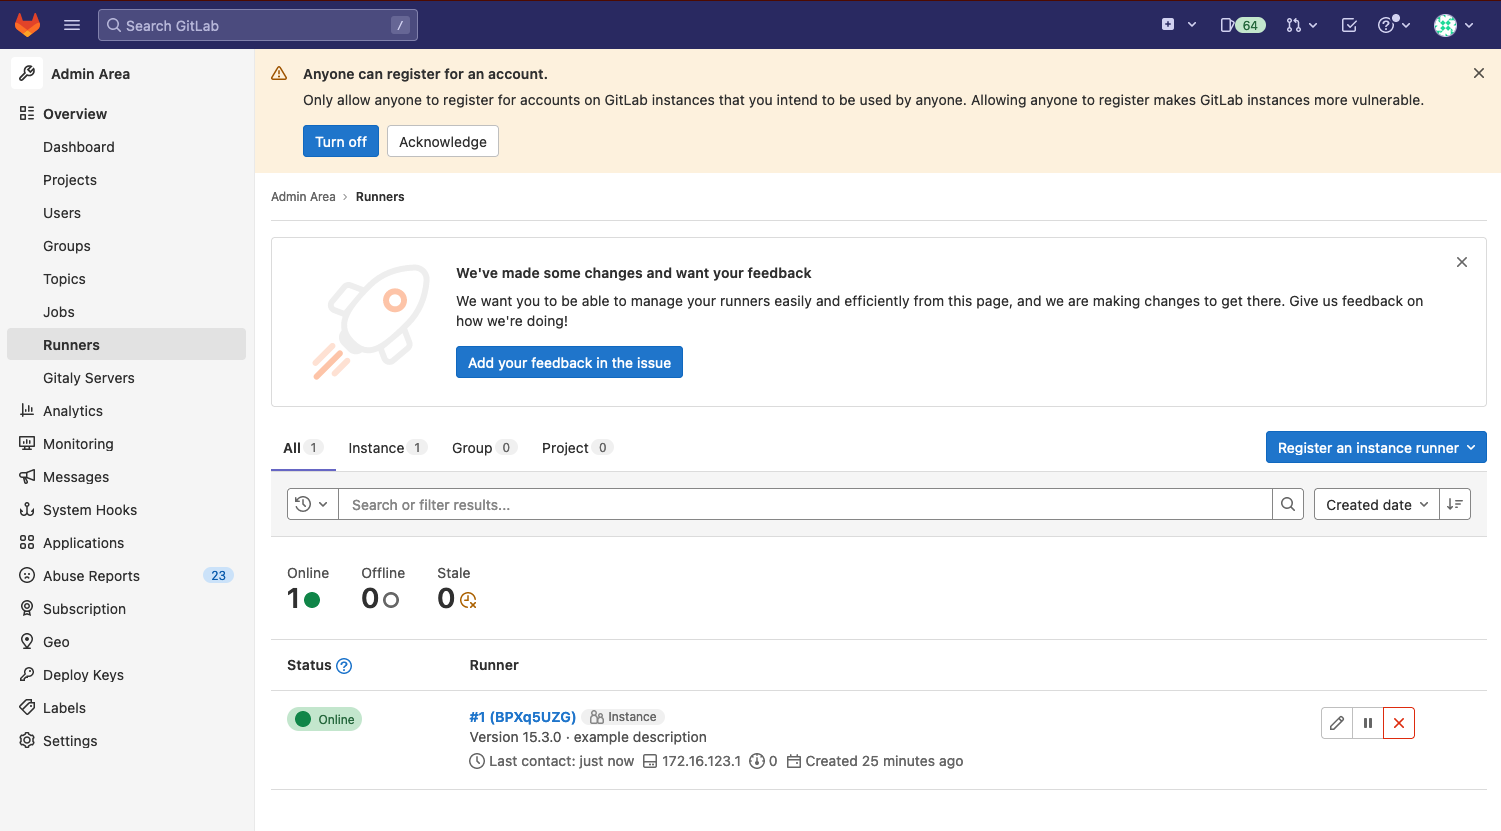 Search GitLab
/
64
Admin Area
Overview
Dashboard
Projects
Users
Groups
Topics
Jobs
Runners
Gitaly Servers
Analytics
Monitoring
Messages
System Hooks
Applications
Abuse Reports 23
Subscription
Geo
Deploy Keys
Labels
Settings
Anyone can register for an account.
Only allow anyone to register for accounts on GitLab instances that you intend to be used by anyone. Allowing anyone to register makes GitLab instances more vulnerable.
Turn off Acknowledge
Admin Area › Runners
We've made some changes and want your feedback
We want you to be able to manage your runners easily and efficiently from this page, and we are making changes to get there. Give us feedback on
how we're doing!
Add your feedback in the issue
All 1 Instance 1 Group 0 Project 0
Register an instance runner
Search or filter results...
Created date
Online Offline Stale
1 0 0
Status Runner
Online
#1 (BPXq5UZG) Instance
Version 15.3.0 · example description
Last contact: just now 172.16.123.1 0 Created 25 minutes ago